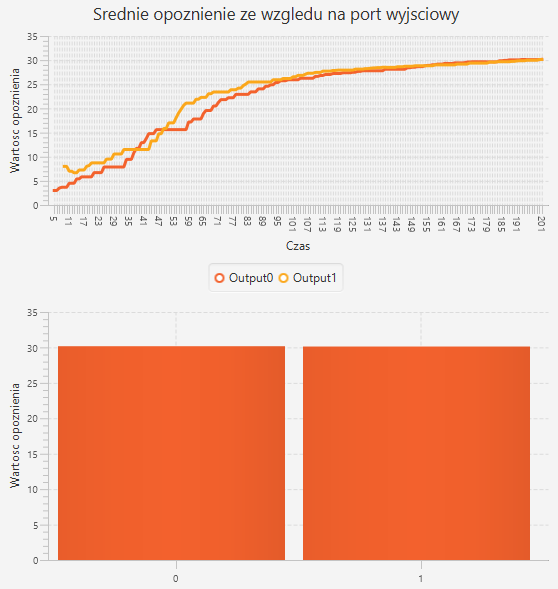 Srednie opoznienie ze wzgledu na port wyjsciowy
35
30
25
20
15
10
5
0
Wartosc opoznienia
5 11 17 23 29 35 41 47 53 59 65 71 77 83 89 95 101 107 113 119 125 131 137 143 149 155 161 167 173 179 185 191 201
Czas
Output0 Output1
35
30
25
20
15
10
5
0
Wartosc opoznienia
0 1